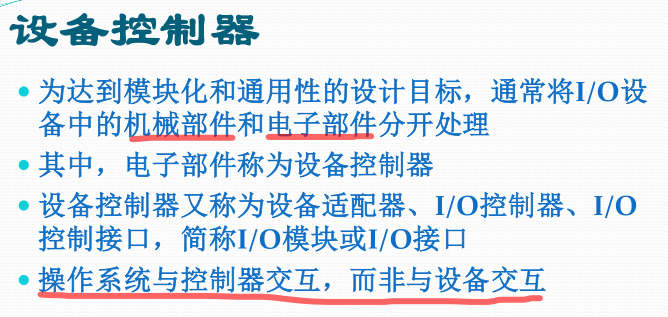 设备控制器
为达到模块化和通用性的设计目标，通常将I/O设
备中的机械部件和电子部件分开处理
其中，电子部件称为设备控制器
设备控制器又称为设备适配器、I/O控制器、I/O
控制接口，简称I/O模块或I/O接口
操作系统与控制器交互，而非与设备交互